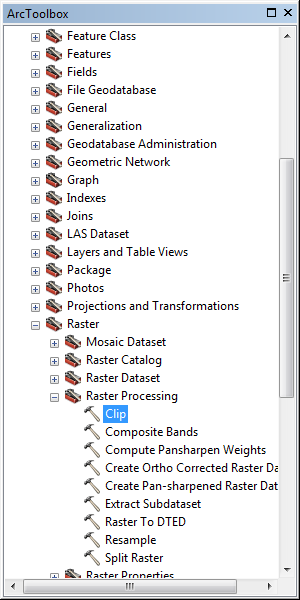 ArcToolbox
Feature Class
Features
Fields
File Geodatabase
General
Generalization
Geodatabase Administration
Geometric Network
Graph
Indexes
Joins
LAS Dataset
Layers and Table Views
Package
Photos
Projections and Transformations
Raster
Mosaic Dataset
Raster Catalog
Raster Dataset
Raster Processing
Clip
Composite Bands
Compute Pansharpen Weights
Create Ortho Corrected Raster Da
Create Pan-sharpened Raster Dat
Extract Subdataset
Raster To DTED
Resample
Split Raster
Raster Properties